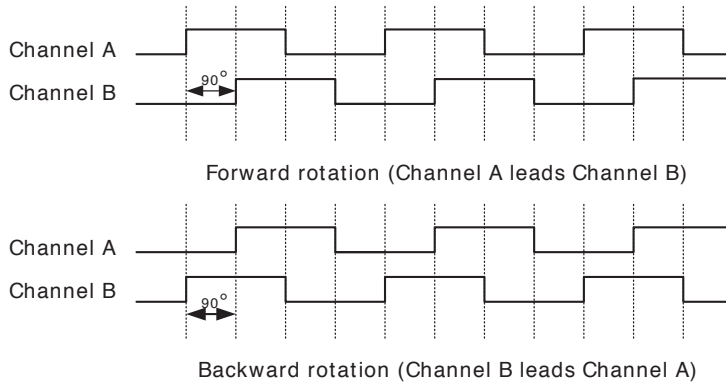 Channel A
Channel B
90°
Forward rotation (Channel A leads Channel B)
Channel A
Channel B
90°
Backward rotation (Channel B leads Channel A)